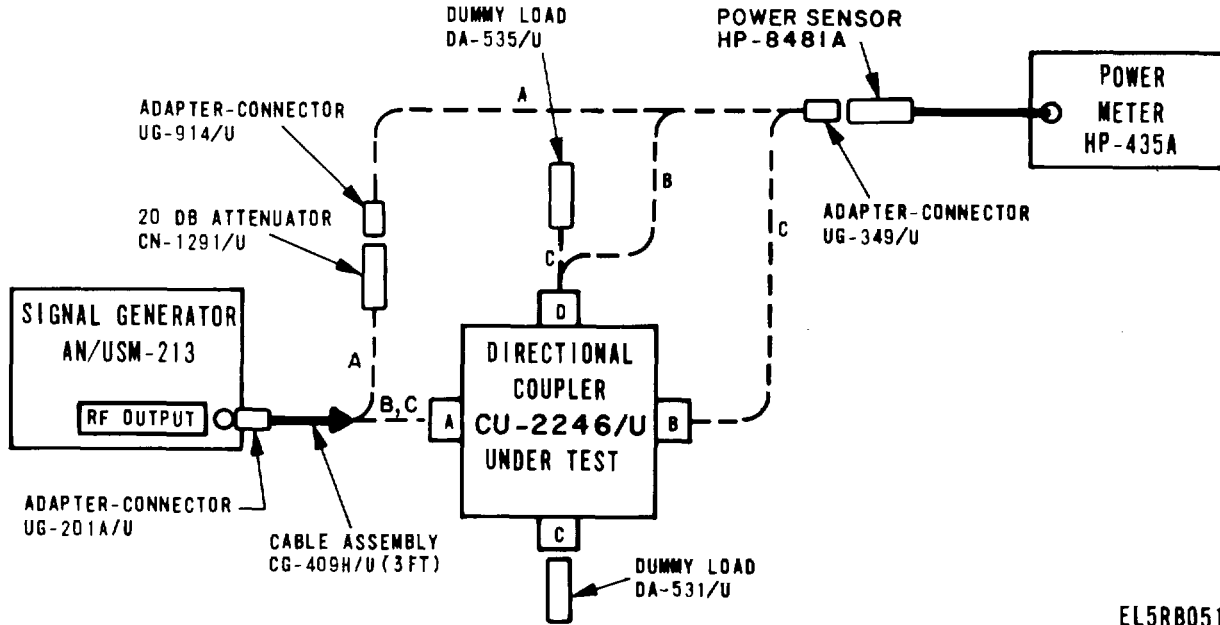 DUMMY LOAD
DA-535/U
POWER SENSOR
HP-8481A
POWER
METER
HP-435A
ADAPTER-CONNECTOR
UG-914/U
A
20 DB ATTENUATOR
CN-1291/U
B
C
ADAPTER-CONNECTOR
UG-349/U
C
SIGNAL GENERATOR
AN/USM-213
RF OUTPUT
A
B,C
D
DIRECTIONAL
COUPLER
CU-2246/U
UNDER TEST
A
B
C
ADAPTER-CONNECTOR
UG-201A/U
CABLE ASSEMBLY
CG-409H/U (3FT)
DUMMY LOAD
DA-531/U
EL5RB051